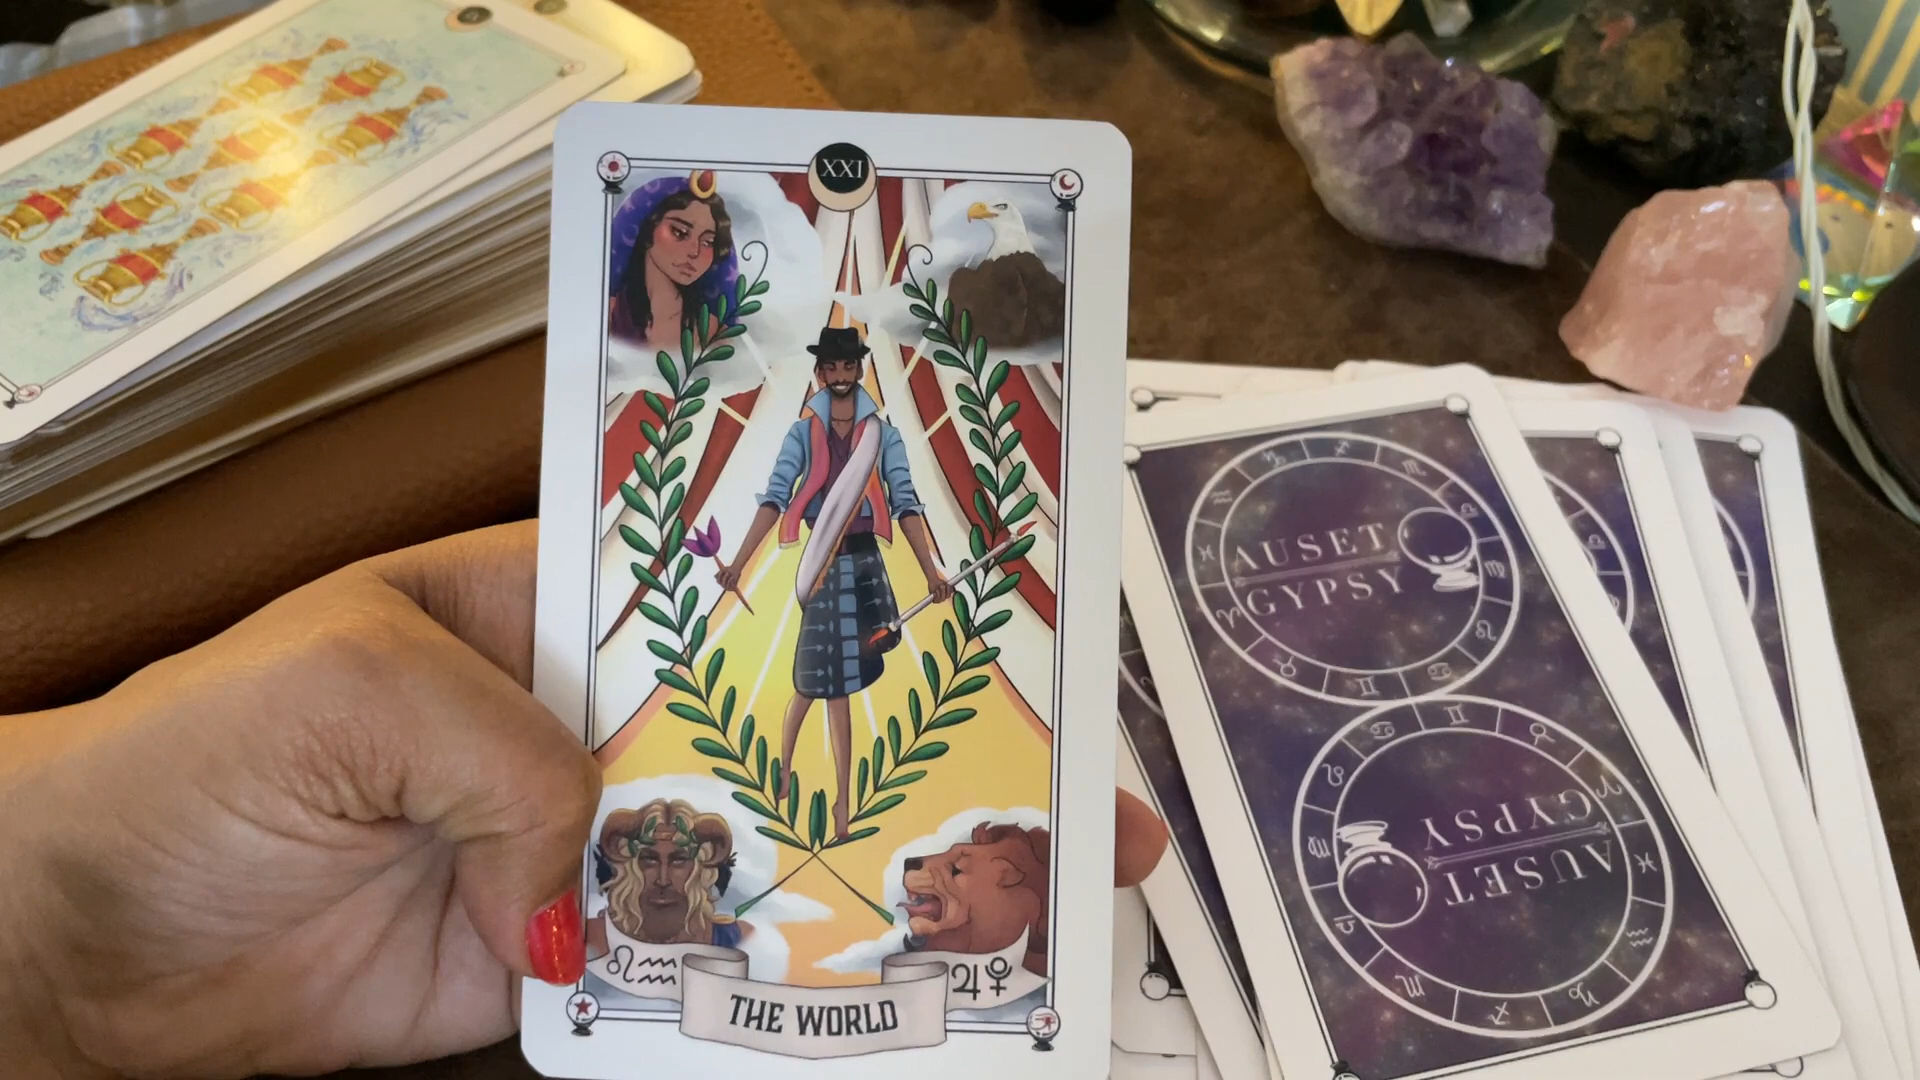 XXI
THE WORLD
AUSET
GYPSY
AUSET
GYPSY